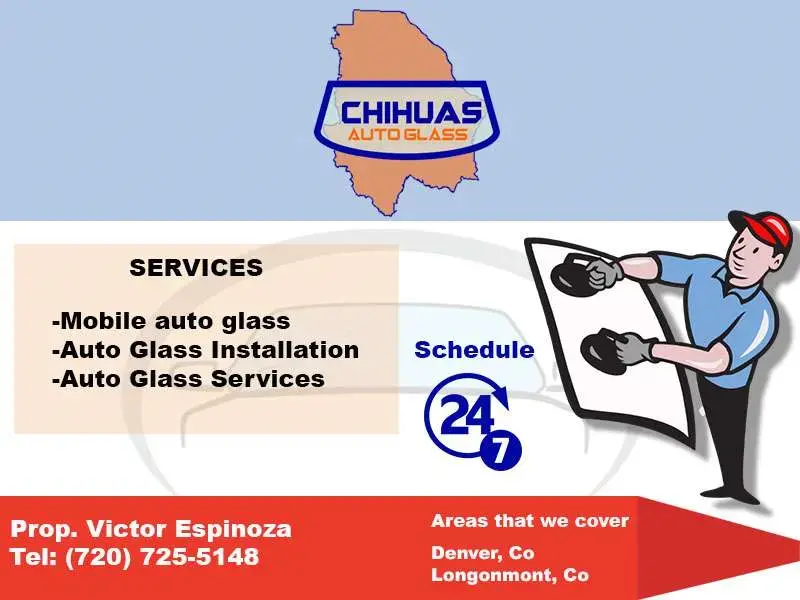 CHIHUAS
AUTO GLASS
SERVICES
-Mobile auto glass
-Auto Glass Installation
-Auto Glass Services
Schedule
24
7
Prop. Victor Espinoza
Tel: (720) 725-5148
Areas that we cover
Denver, Co
Longonmont, Co